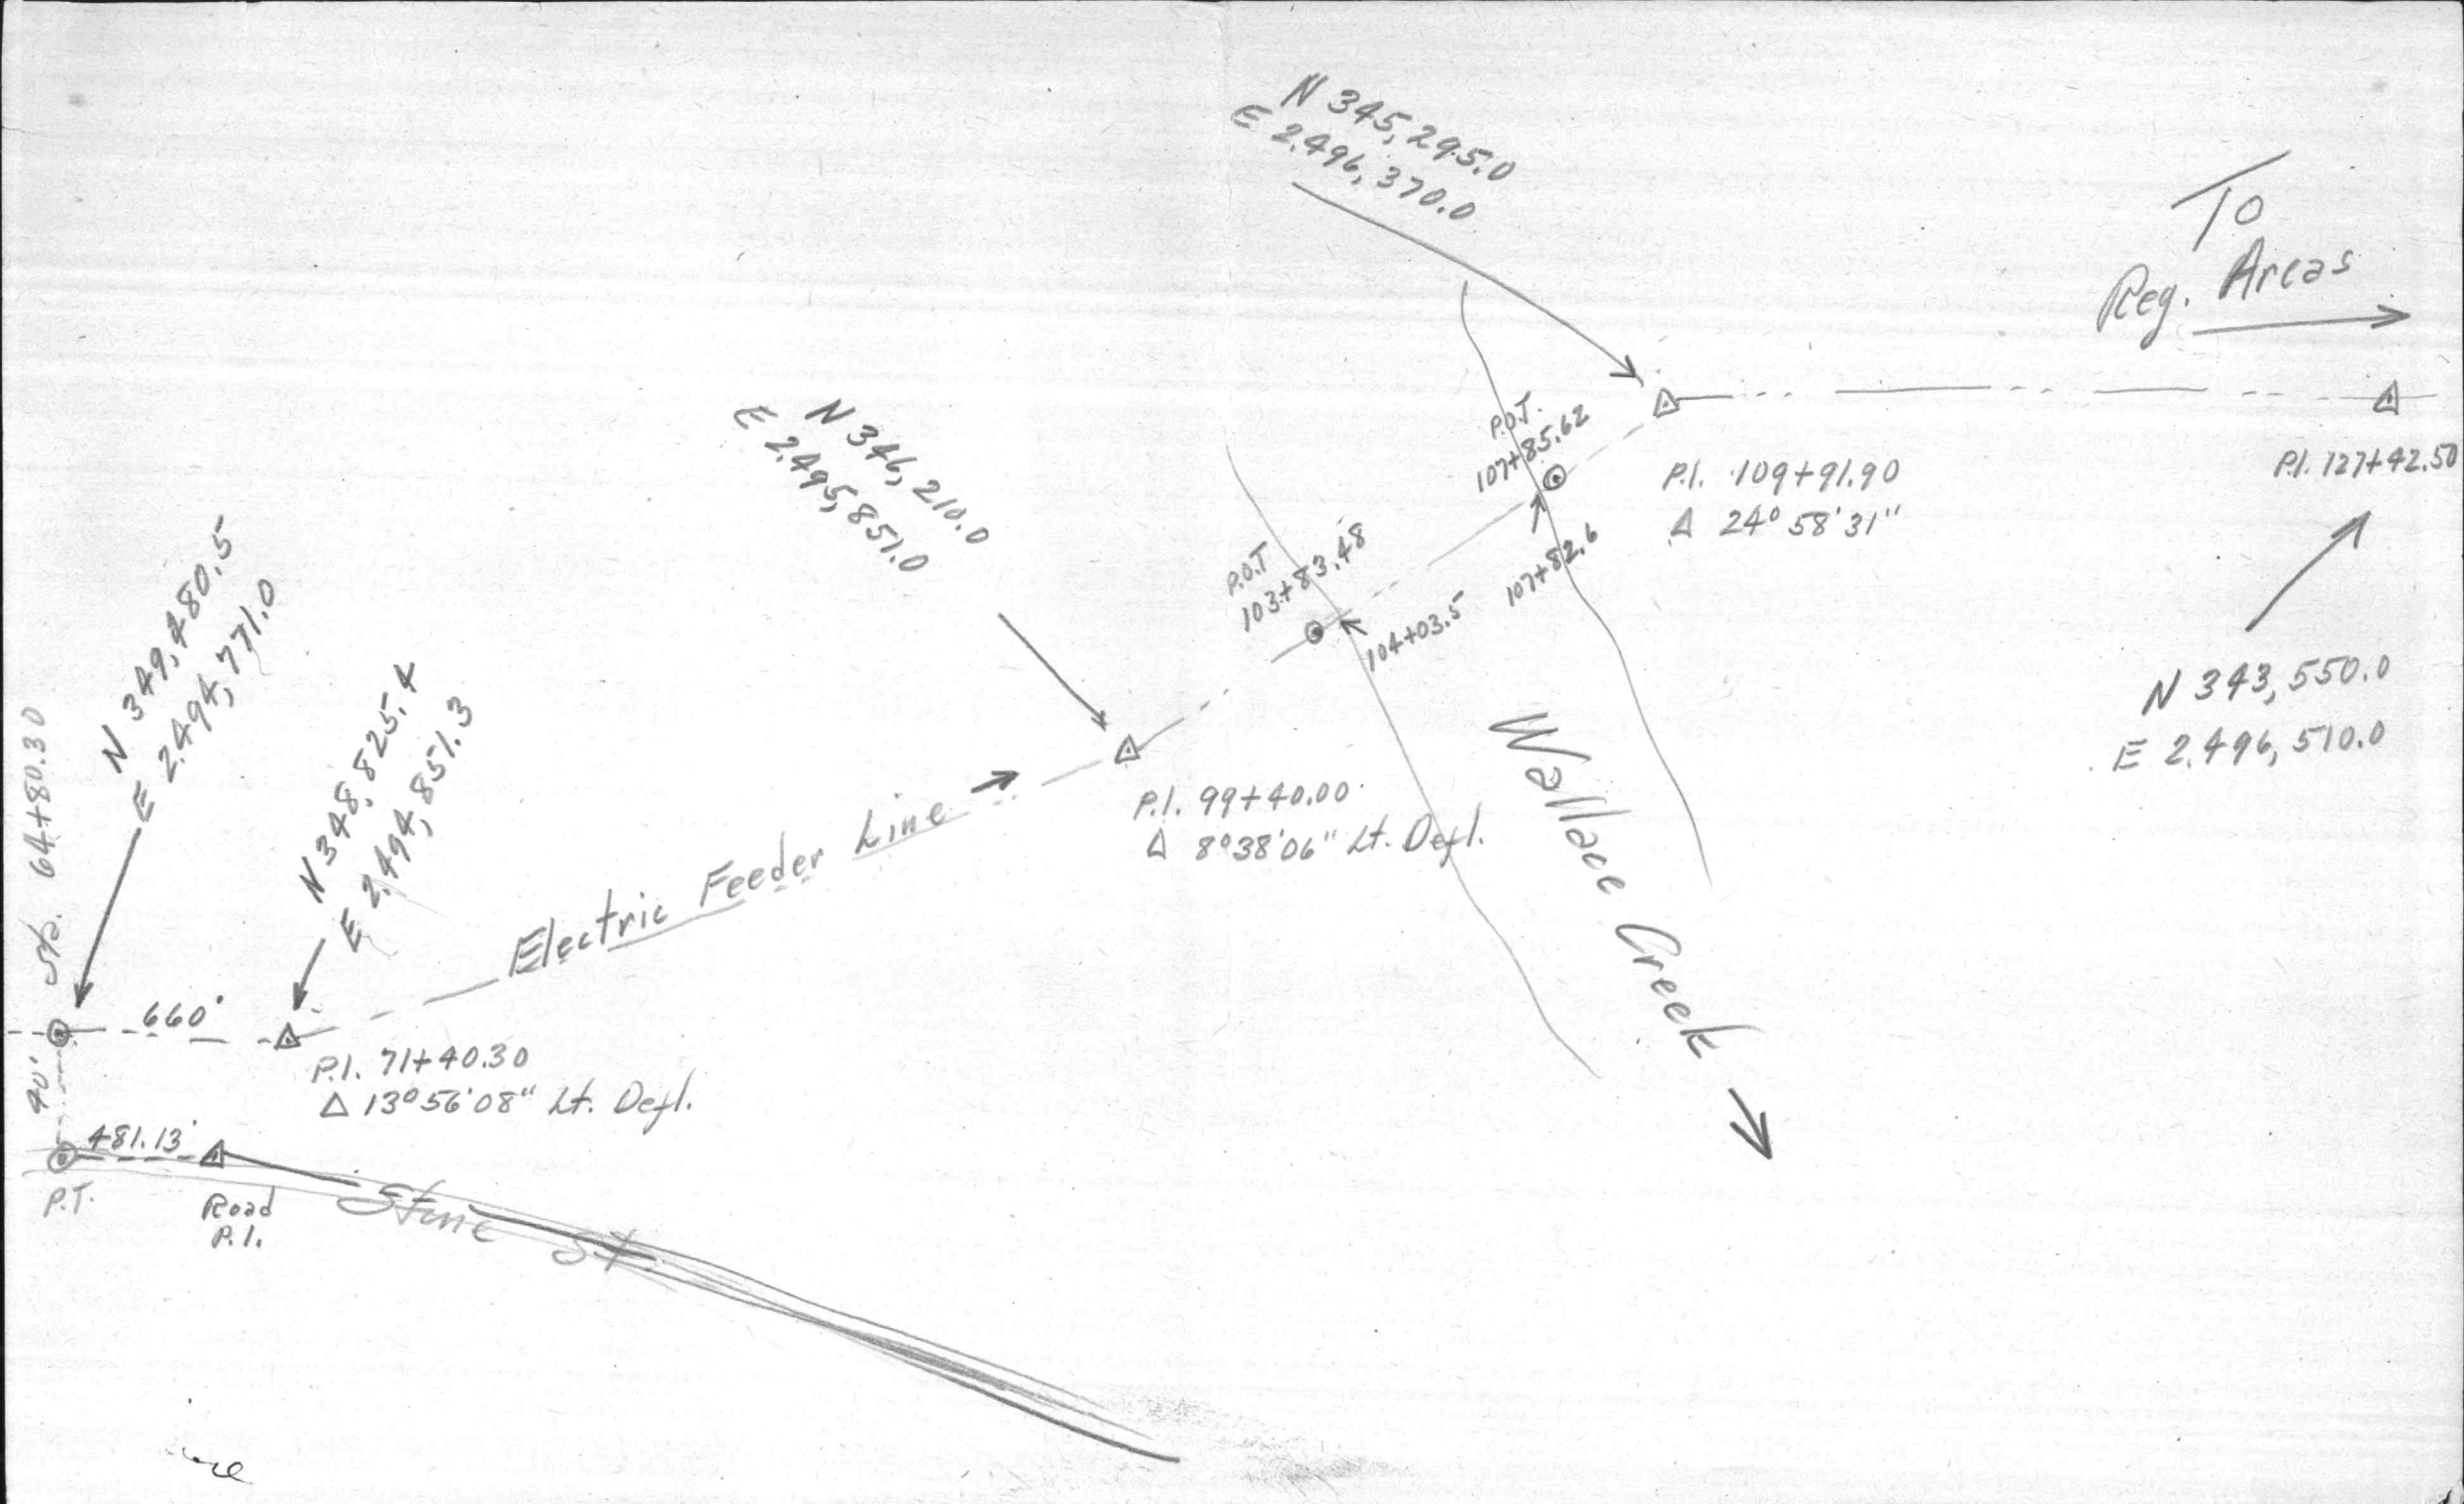 N 345,295.0
E 2,496,370.0
To
Reg. Areas
N 346,210.0
E 2,495,851.0
P.O.T.
107+85.62
P.I. 109+91.90
Δ 24° 58' 31"
P.I. 127+42.50
N 349,480.5
E 2,494,771.0
P.O.T
103+83.48
107+82.6
104+03.5
N 348,825.4
E 2,494,851.3
N 343,550.0
E 2,496,510.0
Sta. 64+80.30
Wallace Creek
P.I. 99+40.00
Δ 8°38'06" Lt. Defl.
Electric Feeder Line
660'
P.I. 71+40.30
Δ 13°56'08" Lt. Defl.
40'
481.13'
P.T.
Road
P.I.
Stone St.